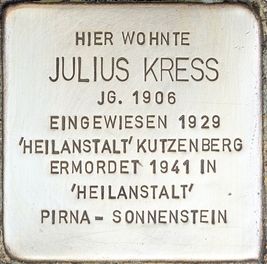 HIER WOHNTE
JULIUS KRESS
JG. 1906
EINGEWIESEN 1929
'HEILANSTALT' KUTZENBERG
ERMORDET 1941 IN
'HEILANSTALT'
PIRNA - SONNENSTEIN